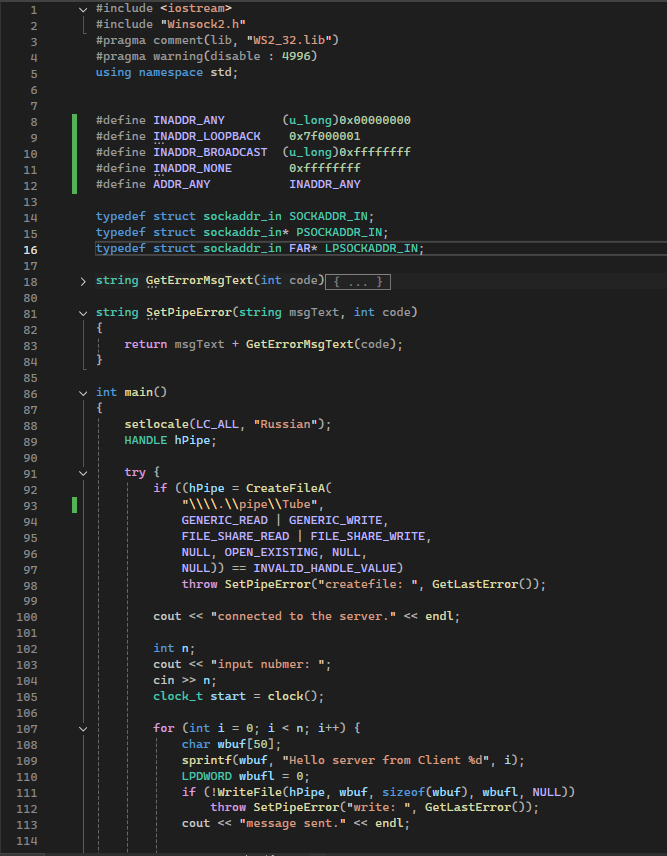 1 #include <iostream>
2 #include "Winsock2.h"
3 #pragma comment(lib, "WS2_32.lib")
4 #pragma warning(disable : 4996)
5 using namespace std;
6
7
8 #define INADDR_ANY (u_long)0x00000000
9 #define INADDR_LOOPBACK 0x7f000001
10 #define INADDR_BROADCAST (u_long)0xffffffff
11 #define INADDR_NONE 0xffffffff
12 #define ADDR_ANY INADDR_ANY
13
14 typedef struct sockaddr_in SOCKADDR_IN;
15 typedef struct sockaddr_in* PSOCKADDR_IN;
16 typedef struct sockaddr_in FAR* LPSOCKADDR_IN;
17
18 string GetErrorMsgText(int code){ ... }
80
81 string SetPipeError(string msgText, int code)
82 {
83 return msgText + GetErrorMsgText(code);
84 }
85
86 int main()
87 {
88 setlocale(LC_ALL, "Russian");
89 HANDLE hPipe;
90
91 try {
92 if ((hPipe = CreateFileA(
93 "\\\\.\\pipe\\Tube",
94 GENERIC_READ | GENERIC_WRITE,
95 FILE_SHARE_READ | FILE_SHARE_WRITE,
96 NULL, OPEN_EXISTING, NULL,
97 NULL)) == INVALID_HANDLE_VALUE)
98 throw SetPipeError("createfile: ", GetLastError());
99
100 cout << "connected to the server." << endl;
101
102 int n;
103 cout << "input nubmer: ";
104 cin >> n;
105 clock_t start = clock();
106
107 for (int i = 0; i < n; i++) {
108 char wbuf[50];
109 sprintf(wbuf, "Hello server from Client %d", i);
110 LPDWORD wbufl = 0;
111 if (!WriteFile(hPipe, wbuf, sizeof(wbuf), wbufl, NULL))
112 throw SetPipeError("write: ", GetLastError());
113 cout << "message sent." << endl;
114